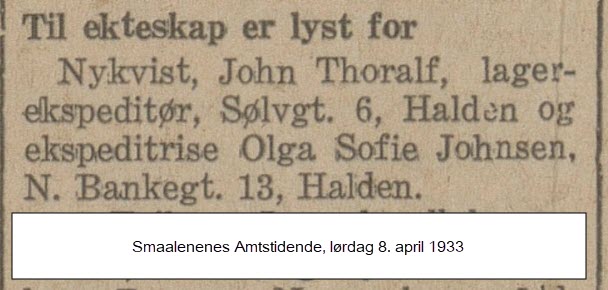 Til ekteskap er lyst for
Nykvist, John Thoralf, lager-
ekspeditør, Sølvgt. 6, Halden og
ekspeditrise Olga Sofie Johnsen,
N. Bankegt. 13, Halden.
Smaalenenes Amtstidende, lørdag 8. april 1933